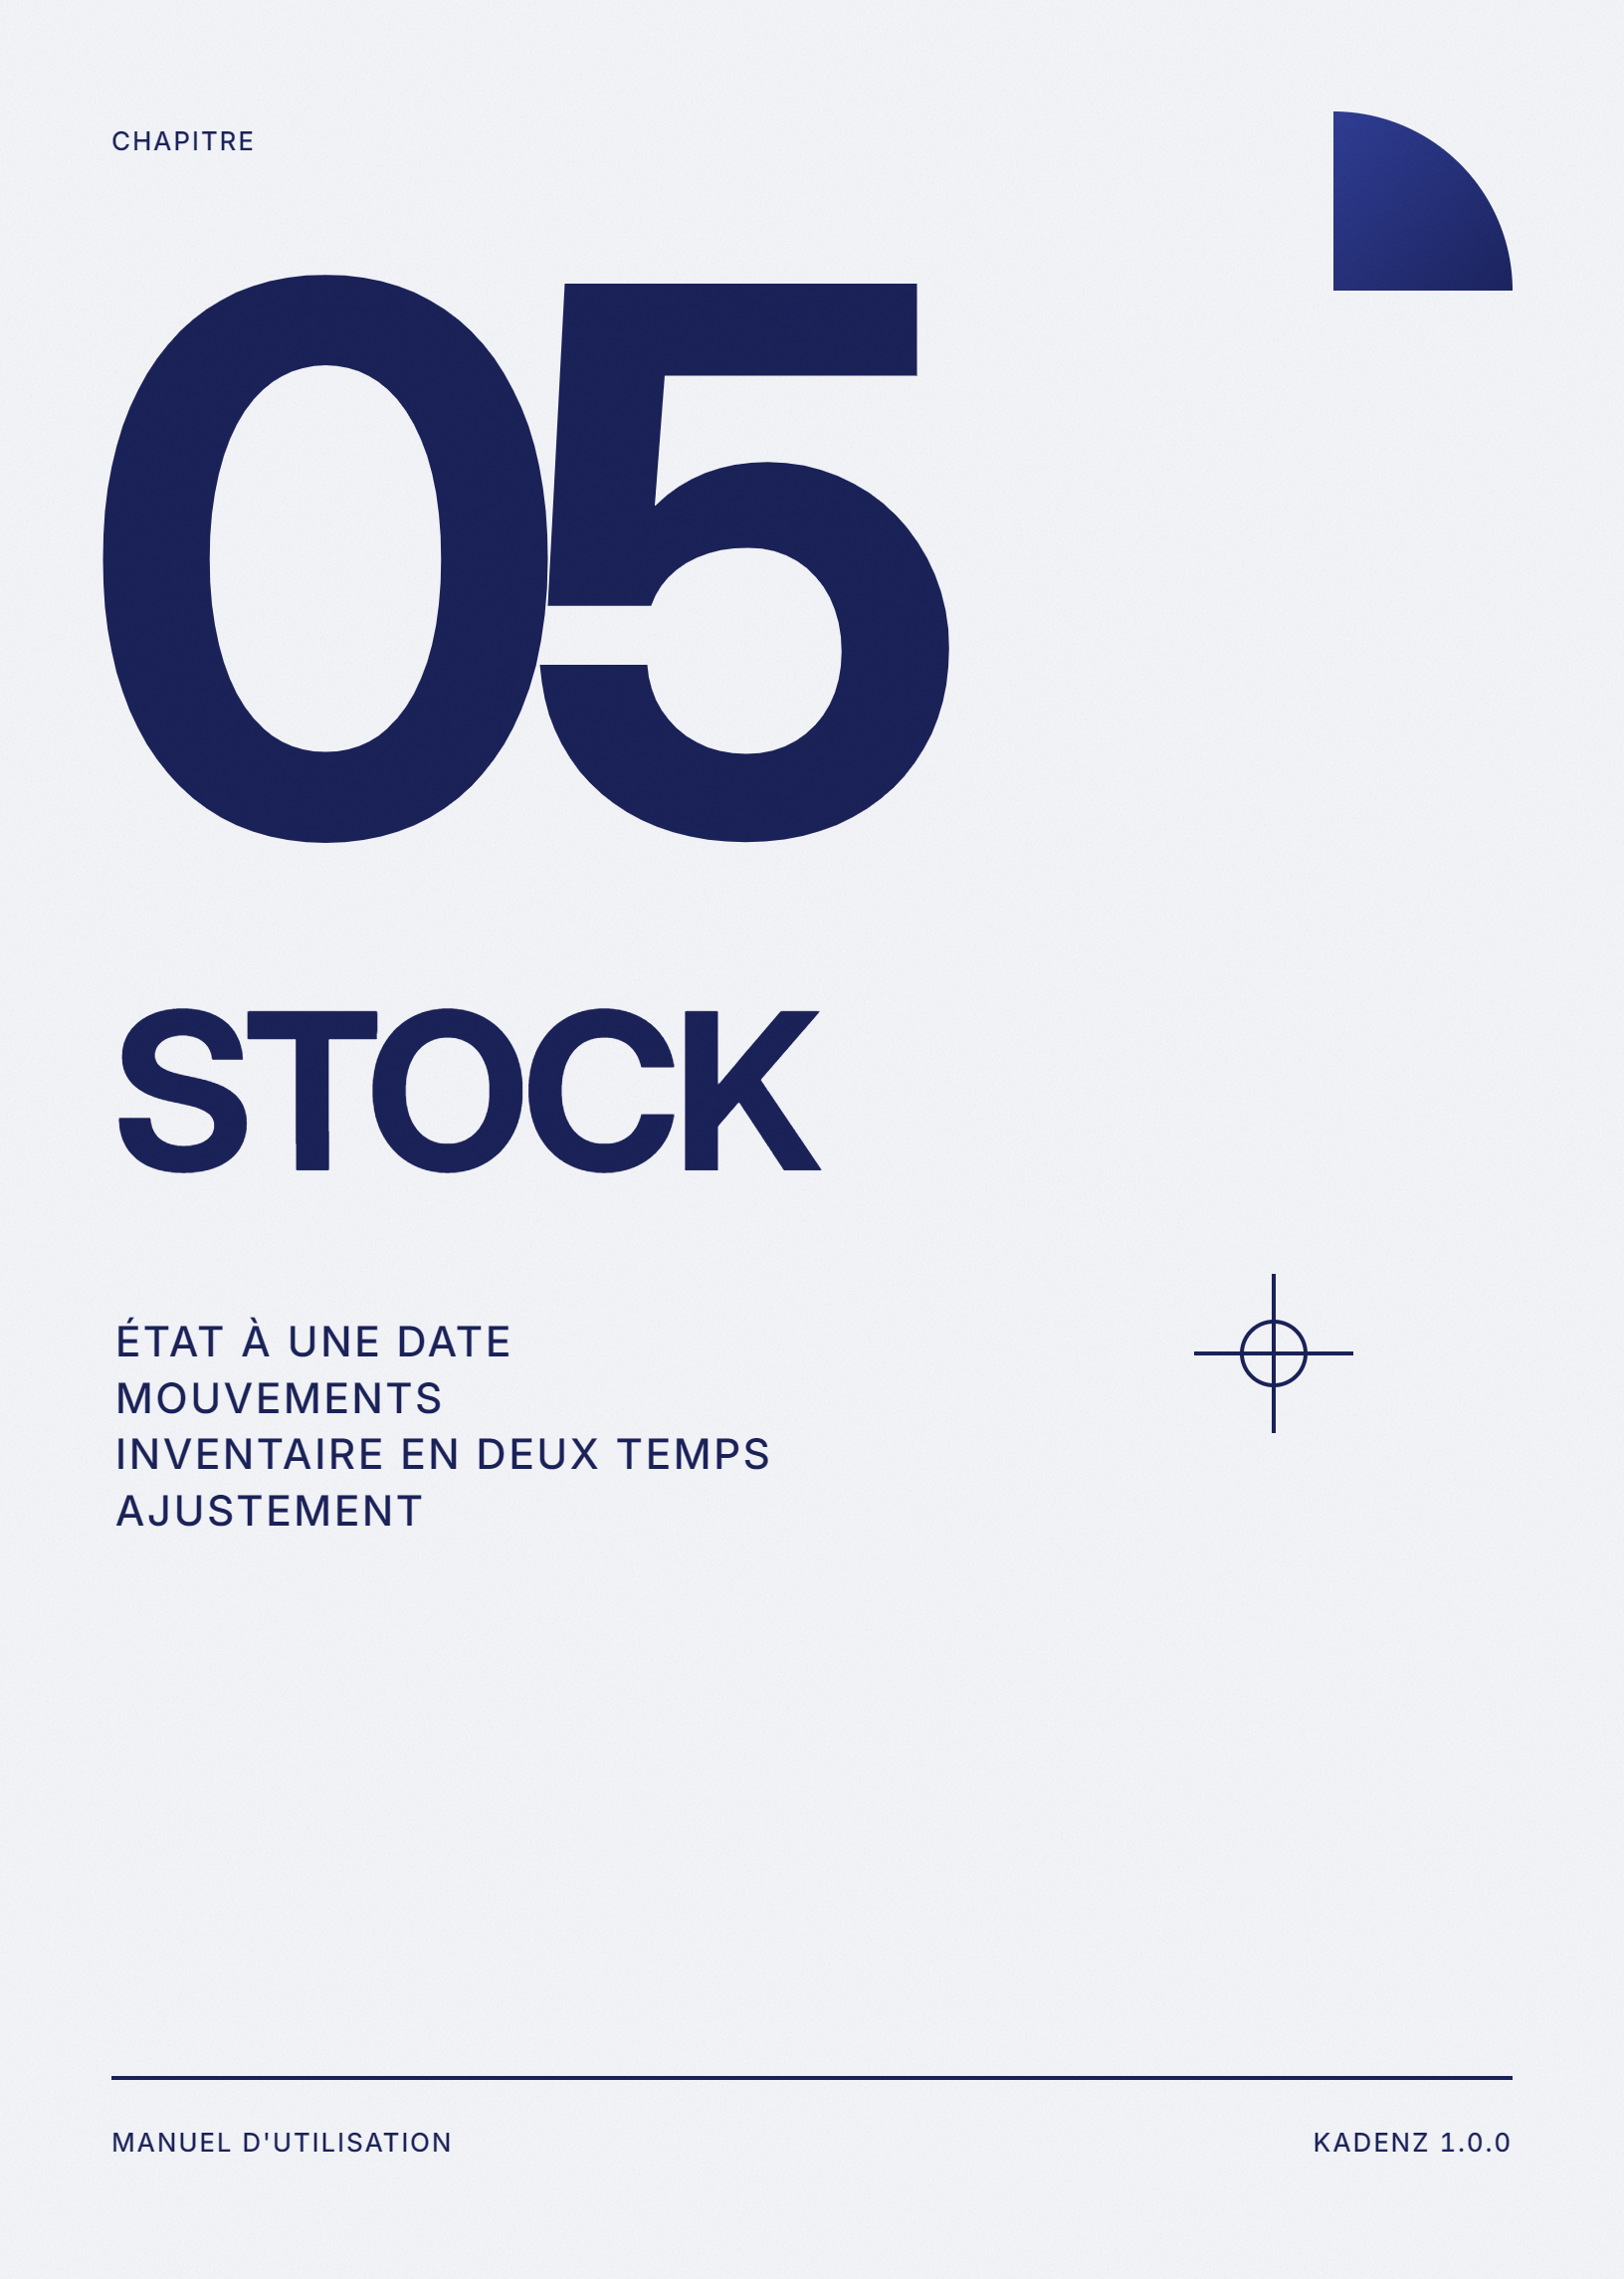 CHAPITRE
05
STOCK
ÉTAT À UNE DATE
MOUVEMENTS
INVENTAIRE EN DEUX TEMPS
AJUSTEMENT
MANUEL D'UTILISATION
KADENZ 1.0.0